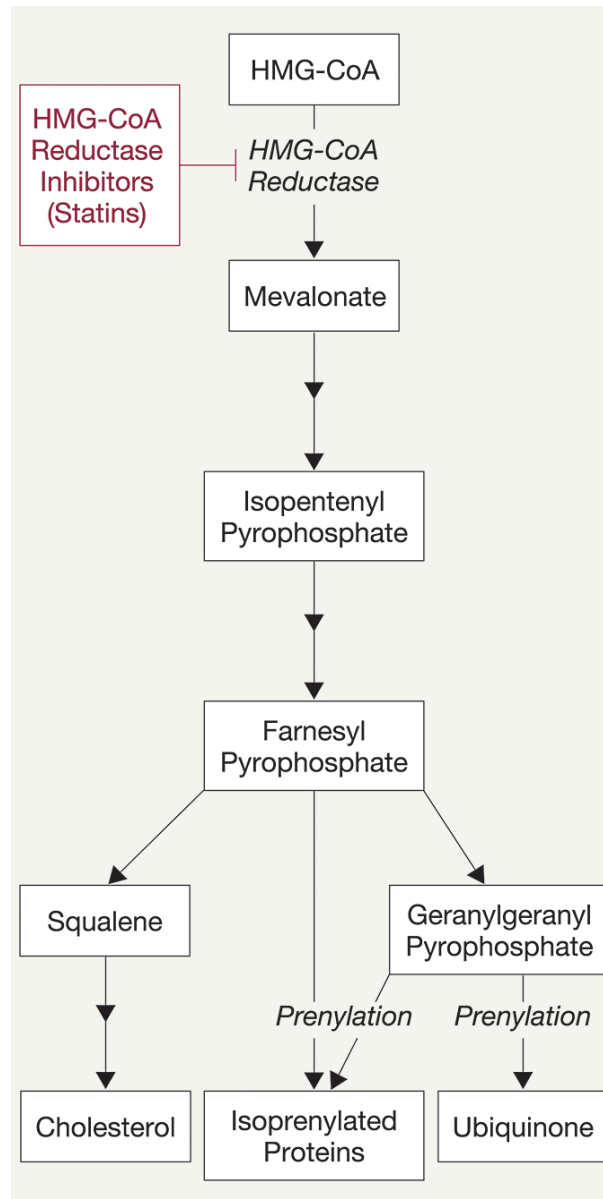 HMG-CoA
HMG-CoA
Reductase
Inhibitors
(Statins)
HMG-CoA
Reductase
Mevalonate
Isopentenyl
Pyrophosphate
Farnesyl
Pyrophosphate
Squalene
Geranylgeranyl
Pyrophosphate
Prenylation
Prenylation
Cholesterol
Isoprenylated
Proteins
Ubiquinone